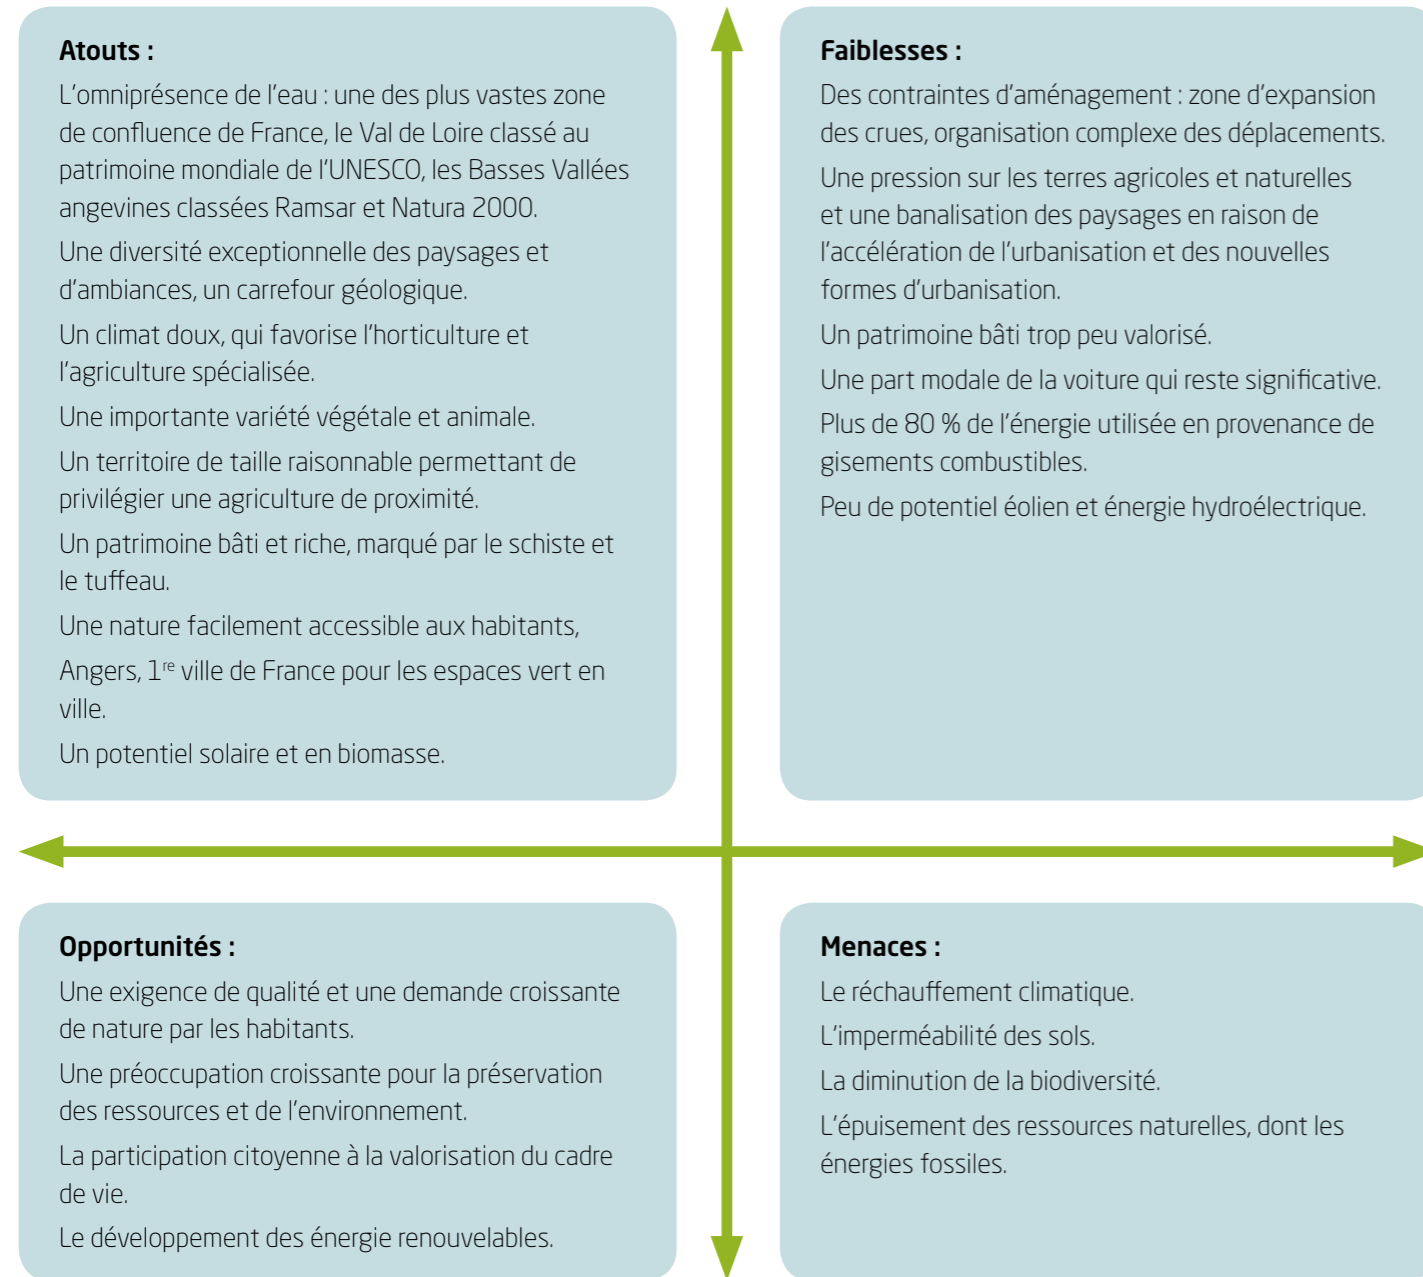 Atouts :
L'omniprésence de l'eau : une des plus vastes zone
de confluence de France, le Val de Loire classé au
patrimoine mondiale de l'UNESCO, les Basses Vallées
angevines classées Ramsar et Natura 2000.
Une diversité exceptionnelle des paysages et
d'ambiances, un carrefour géologique.
Un climat doux, qui favorise l'horticulture et
l'agriculture spécialisée.
Une importante variété végétale et animale.
Un territoire de taille raisonnable permettant de
privilégier une agriculture de proximité.
Un patrimoine bâti et riche, marqué par le schiste et
le tuffeau.
Une nature facilement accessible aux habitants,
Angers, 1re ville de France pour les espaces vert en
ville.
Un potentiel solaire et en biomasse.
Faiblesses :
Des contraintes d'aménagement : zone d'expansion
des crues, organisation complexe des déplacements.
Une pression sur les terres agricoles et naturelles
et une banalisation des paysages en raison de
l'accélération de l'urbanisation et des nouvelles
formes d'urbanisation.
Un patrimoine bâti trop peu valorisé.
Une part modale de la voiture qui reste significative.
Plus de 80 % de l'énergie utilisée en provenance de
gisements combustibles.
Peu de potentiel éolien et énergie hydroélectrique.
Opportunités :
Une exigence de qualité et une demande croissante
de nature par les habitants.
Une préoccupation croissante pour la préservation
des ressources et de l'environnement.
La participation citoyenne à la valorisation du cadre
de vie.
Le développement des énergie renouvelables.
Menaces :
Le réchauffement climatique.
L'imperméabilité des sols.
La diminution de la biodiversité.
L'épuisement des ressources naturelles, dont les
énergies fossiles.